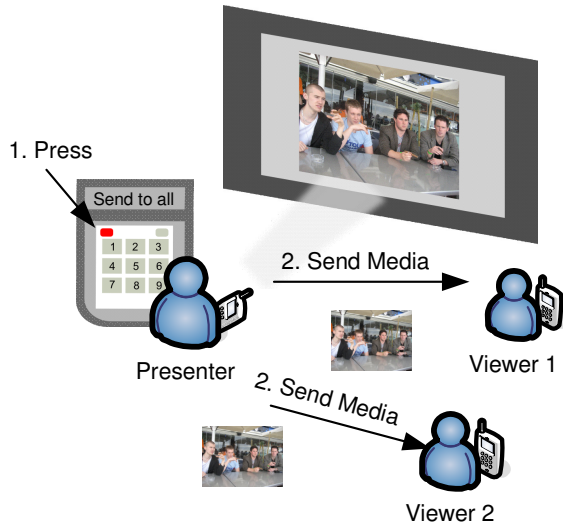 1. Press
Send to all
1 2 3
4 5 6
7 8 9
2. Send Media
Presenter
Viewer 1
2. Send Media
Viewer 2